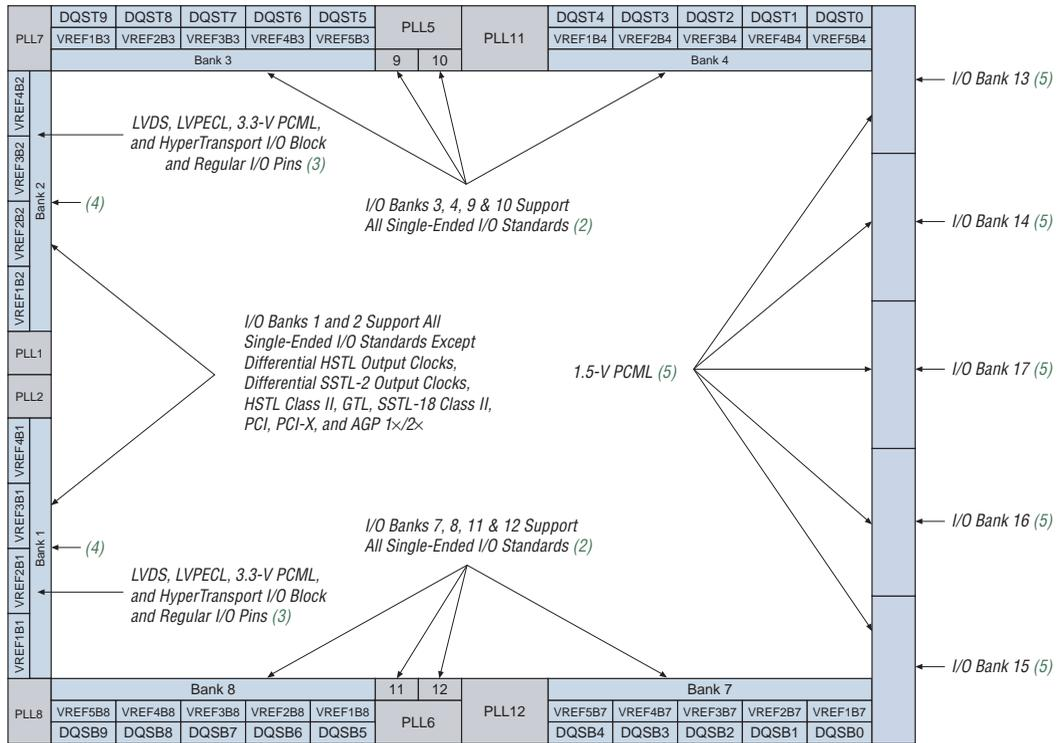 PLL7
DQST9 DQST8 DQST7 DQST6 DQST5
VREF1B3 VREF2B3 VREF3B3 VREF4B3 VREF5B3
Bank 3
PLL5
9 10
PLL11
DQST4 DQST3 DQST2 DQST1 DQST0
VREF1B4 VREF2B4 VREF3B4 VREF4B4 VREF5B4
Bank 4
VREF4B2
VREF3B2
VREF2B2
VREF1B2
Bank 2
LVDS, LVPECL, 3.3-V PCML,
and HyperTransport I/O Block
and Regular I/O Pins (3)
(4)
I/O Banks 3, 4, 9 & 10 Support
All Single-Ended I/O Standards (2)
I/O Bank 13 (5)
I/O Bank 14 (5)
PLL1
PLL2
I/O Banks 1 and 2 Support All
Single-Ended I/O Standards Except
Differential HSTL Output Clocks,
Differential SSTL-2 Output Clocks,
HSTL Class II, GTL, SSTL-18 Class II,
PCI, PCI-X, and AGP 1×/2×
1.5-V PCML (5)
I/O Bank 17 (5)
VREF4B1
VREF3B1
VREF2B1
VREF1B1
Bank 1
(4)
LVDS, LVPECL, 3.3-V PCML,
and HyperTransport I/O Block
and Regular I/O Pins (3)
I/O Banks 7, 8, 11 & 12 Support
All Single-Ended I/O Standards (2)
I/O Bank 16 (5)
I/O Bank 15 (5)
PLL8
Bank 8
VREF5B8 VREF4B8 VREF3B8 VREF2B8 VREF1B8
DQSB9 DQSB8 DQSB7 DQSB6 DQSB5
11 12
PLL6
PLL12
Bank 7
VREF5B7 VREF4B7 VREF3B7 VREF2B7 VREF1B7
DQSB4 DQSB3 DQSB2 DQSB1 DQSB0